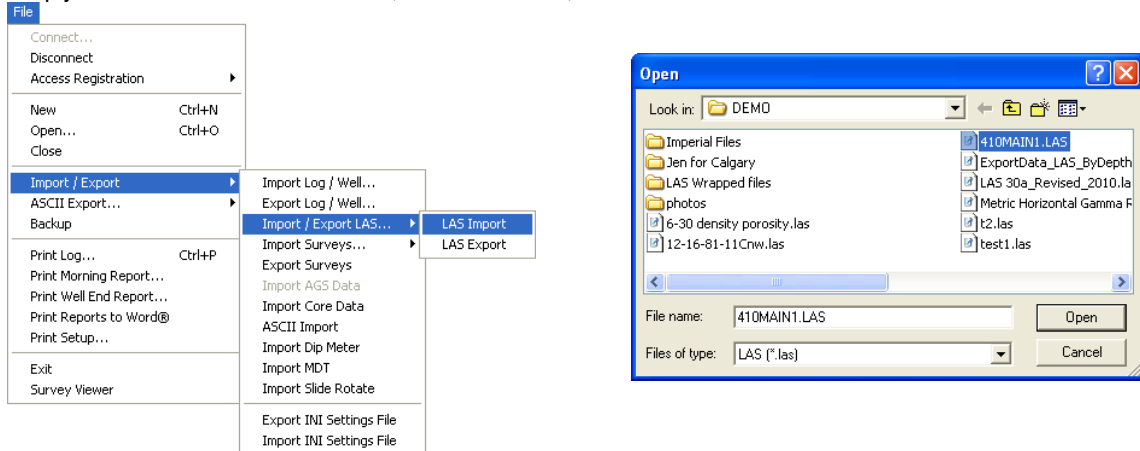 File
Connect...
Disconnect
Access Registration
New Ctrl+N
Open... Ctrl+O
Close
Import / Export
ASCII Export...
Backup
Print Log... Ctrl+P
Print Morning Report...
Print Well End Report...
Print Reports to Word®
Print Setup...
Exit
Survey Viewer
Import Log / Well...
Export Log / Well...
Import / Export LAS...
Import Surveys...
Export Surveys
Import AGS Data
Import Core Data
ASCII Import
Import Dip Meter
Import MDT
Import Slide Rotate
Export INI Settings File
Import INI Settings File
LAS Import
LAS Export
Open
Look in: DEMO
Imperial Files
Jen for Calgary
LAS Wrapped files
photos
6-30 density porosity.las
12-16-81-11Cnw.las
410MAIN1.LAS
ExportData_LAS_ByDepth
LAS 30a_Revised_2010.la
Metric Horizontal Gamma R
t2.las
test1.las
File name: 410MAIN1.LAS Open
Files of type: LAS (*.las) Cancel